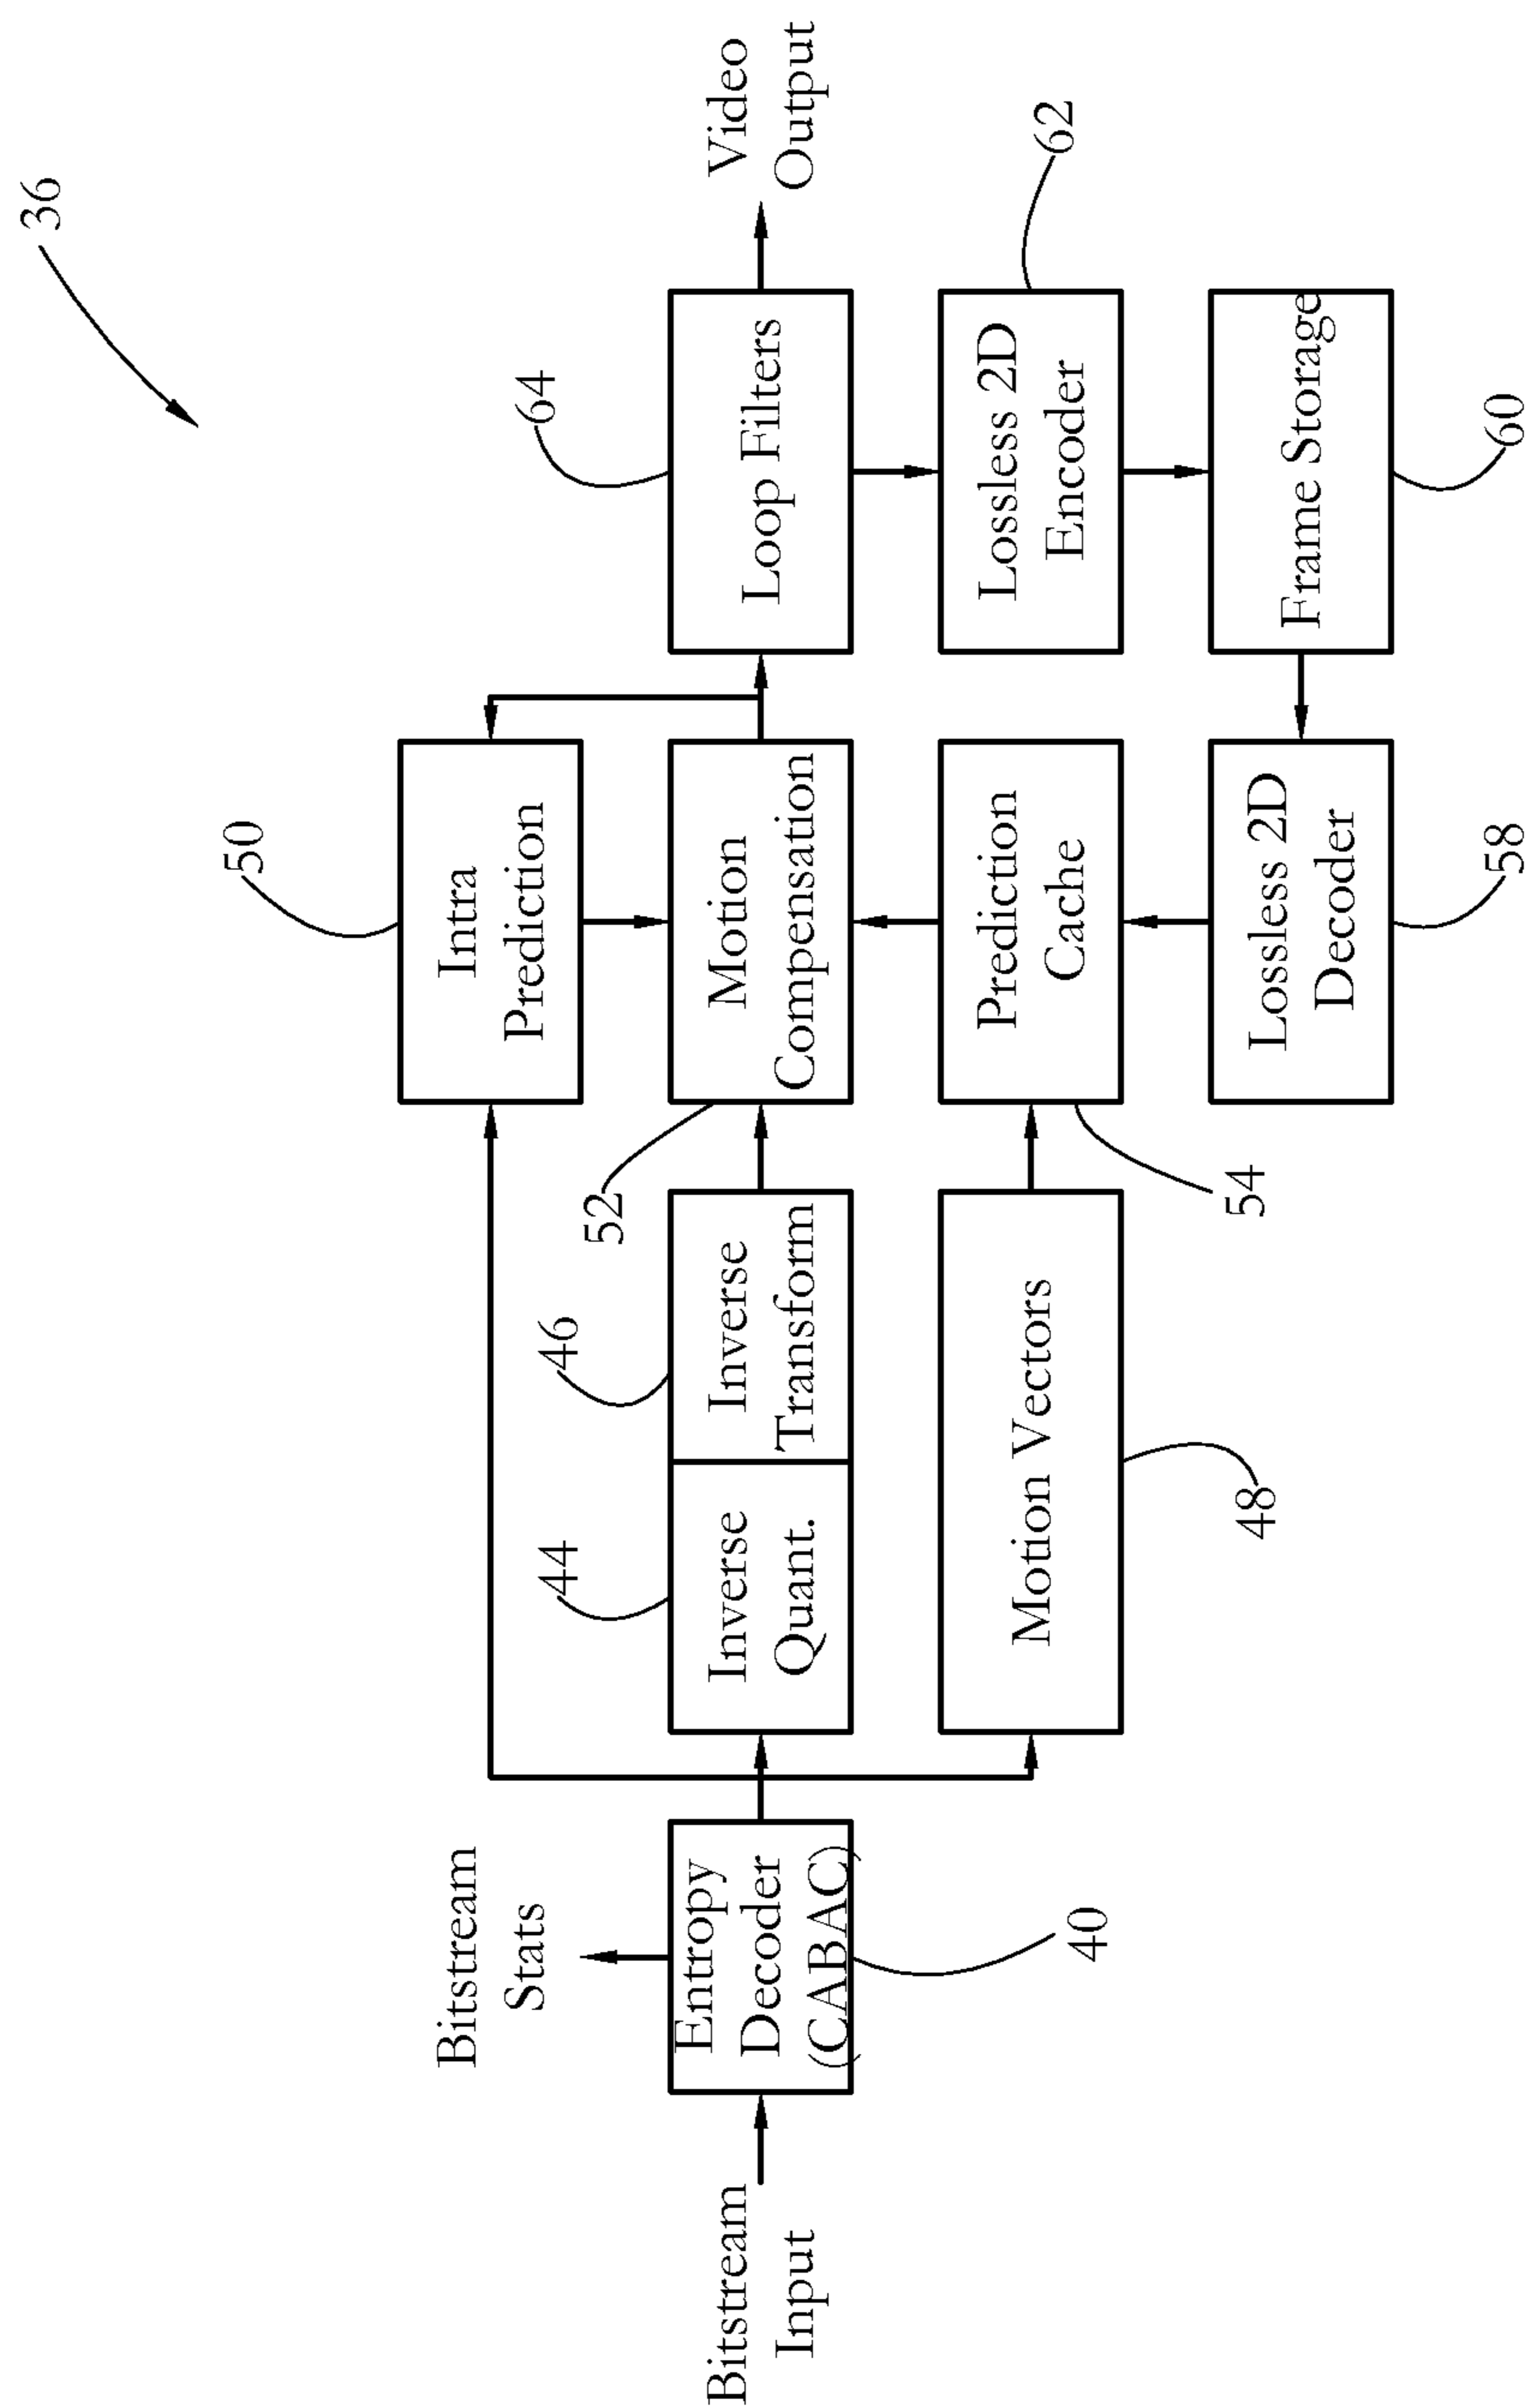 36
50
Intra
Prediction
64
Bitstream
Stats
44
46
52
Bitstream
Input
Entropy
Decoder
(CABAC)
Inverse
Quant.
Inverse
Transform
Motion
Compensation
Loop Filters
Video
Output
40
Motion Vectors
Prediction
Cache
Lossless 2D
Encoder
62
48
54
Lossless 2D
Decoder
Frame Storage
58
60